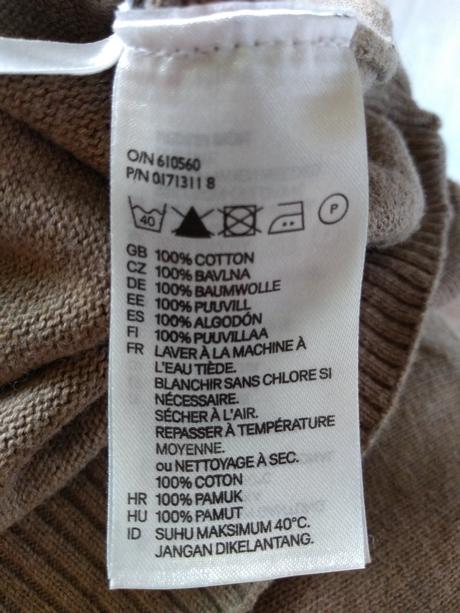 O/N 610560
P/N 0171311 8
40 P
GB 100% COTTON
CZ 100% BAVLNA
DE 100% BAUMWOLLE
EE 100% PUUVILL
ES 100% ALGODÓN
FI 100% PUUVILLAA
FR LAVER À LA MACHINE À
L'EAU TIÈDE.
BLANCHIR SANS CHLORE SI
NÉCESSAIRE.
SÉCHER À L'AIR.
REPASSER À TEMPÉRATURE
MOYENNE.
ou NETTOYAGE À SEC.
100% COTON
HR 100% PAMUK
HU 100% PAMUT
ID SUHU MAKSIMUM 40°C.
JANGAN DIKELANTANG.